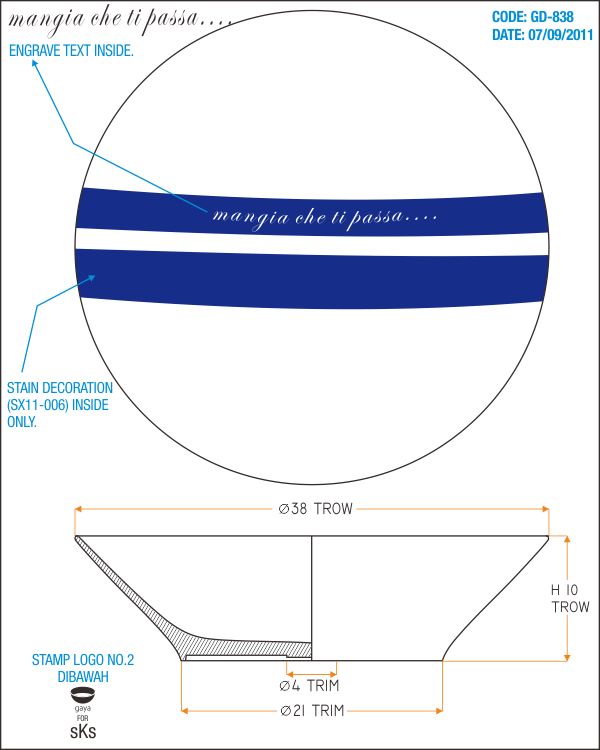 mangia che ti passa....
CODE: GD-838
DATE: 07/09/2011
ENGRAVE TEXT INSIDE.
mangia che ti passa....
STAIN DECORATION
(SX11-006) INSIDE
ONLY.
Ø38 TROW
H 10
TROW
STAMP LOGO NO.2
DIBAWAH
gaya
FOR
sKs
Ø4 TRIM
Ø21 TRIM